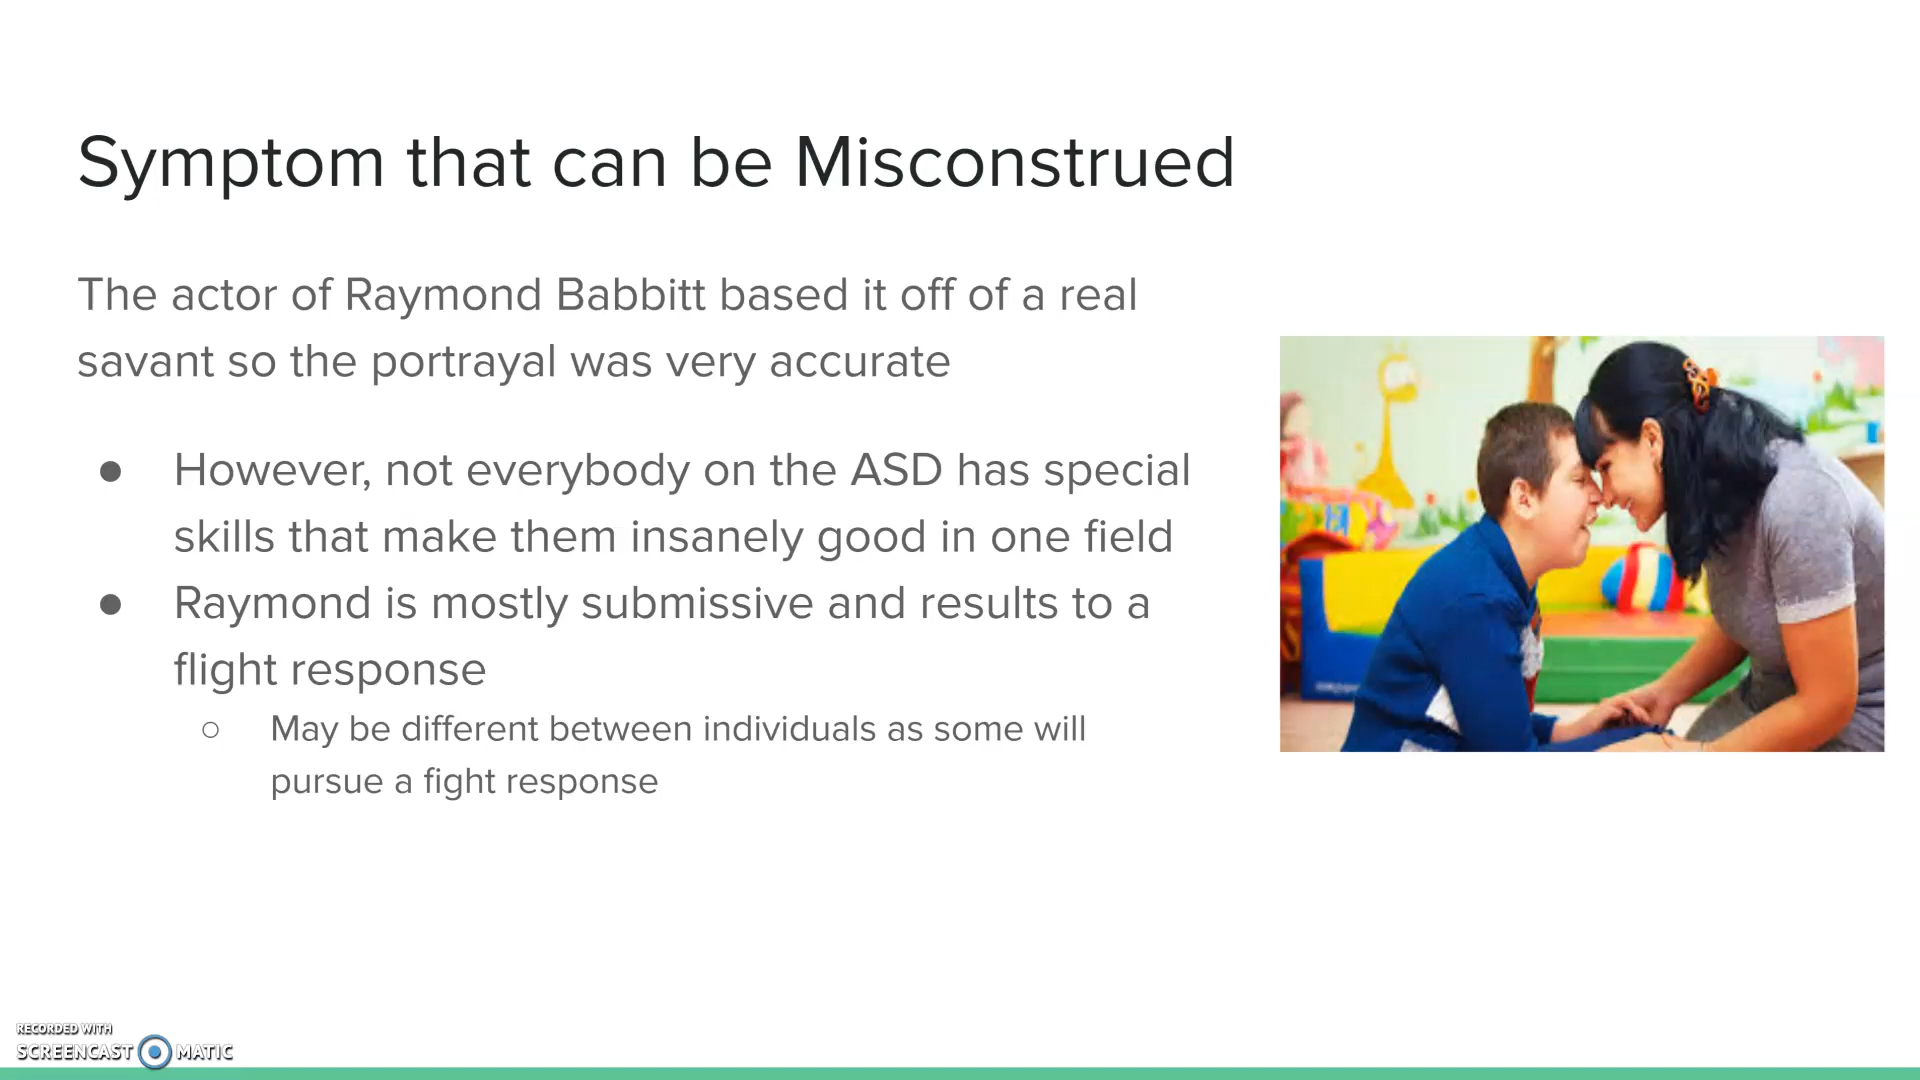 Symptom that can be Misconstrued
The actor of Raymond Babbitt based it off of a real
savant so the portrayal was very accurate
● However, not everybody on the ASD has special
skills that make them insanely good in one field
● Raymond is mostly submissive and results to a
flight response
○ May be different between individuals as some will
pursue a fight response
RECORDED WITH
SCREENCAST MATIC